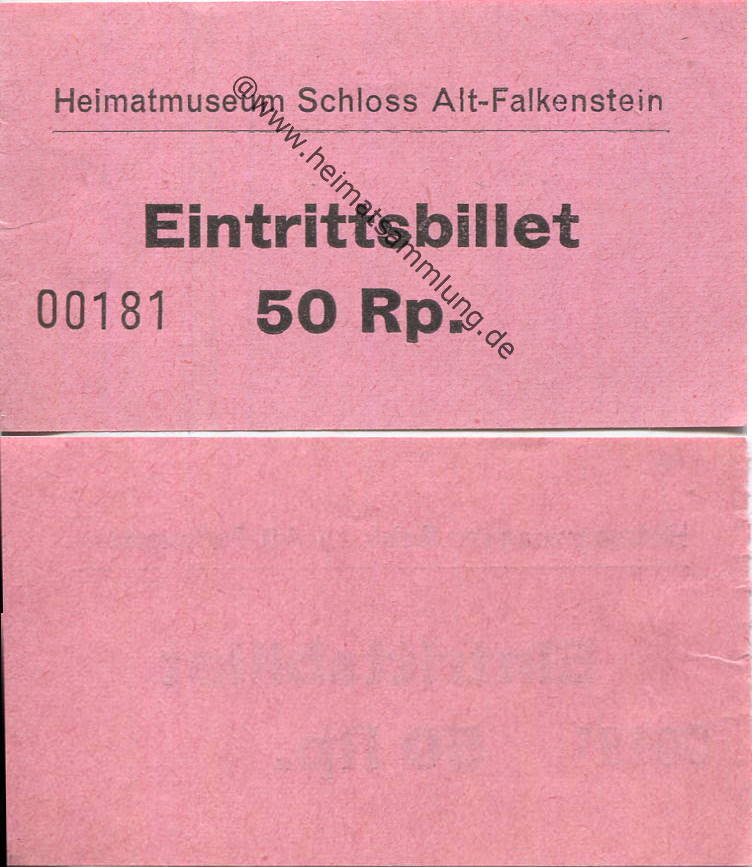 Heimatmuseum Schloss Alt-Falkenstein
Eintrittsbillet
00181 50 Rp.
@www.heimatsammlung.de